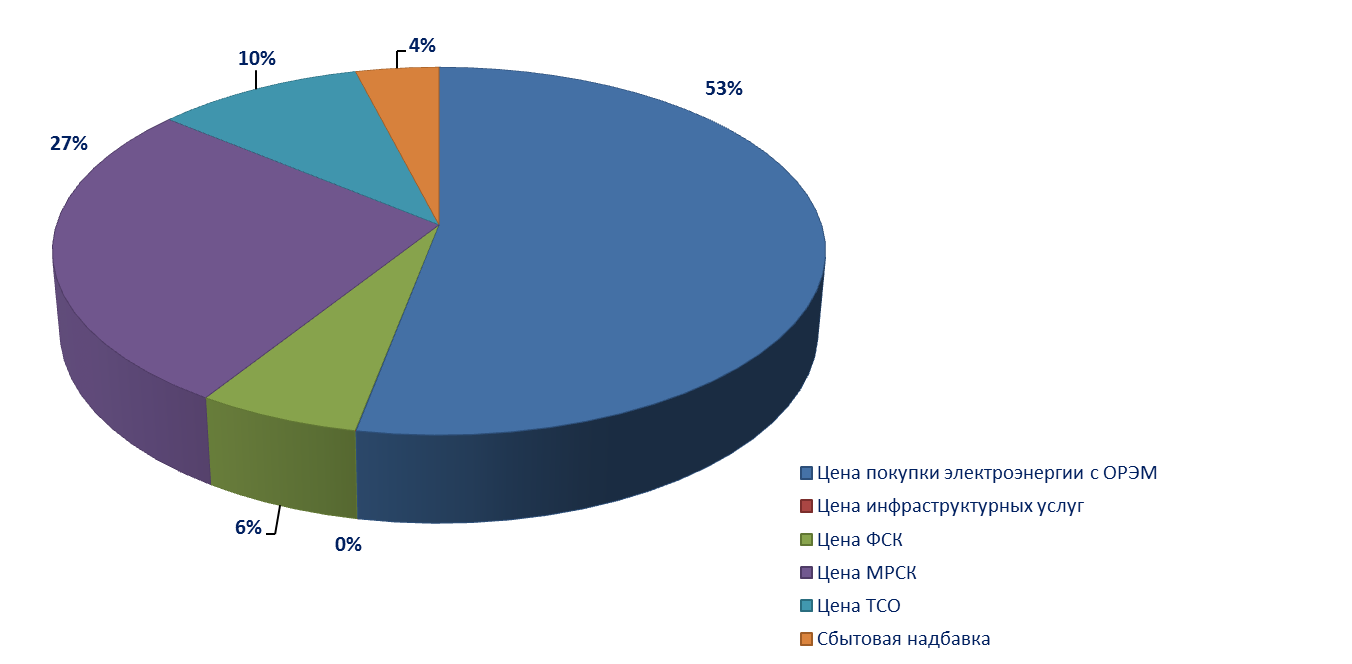 4%
10%
53%
27%
6%
0%
Цена покупки электроэнергии с ОРЭМ
Цена инфраструктурных услуг
Цена ФСК
Цена МРСК
Цена ТСО
Сбытовая надбавка